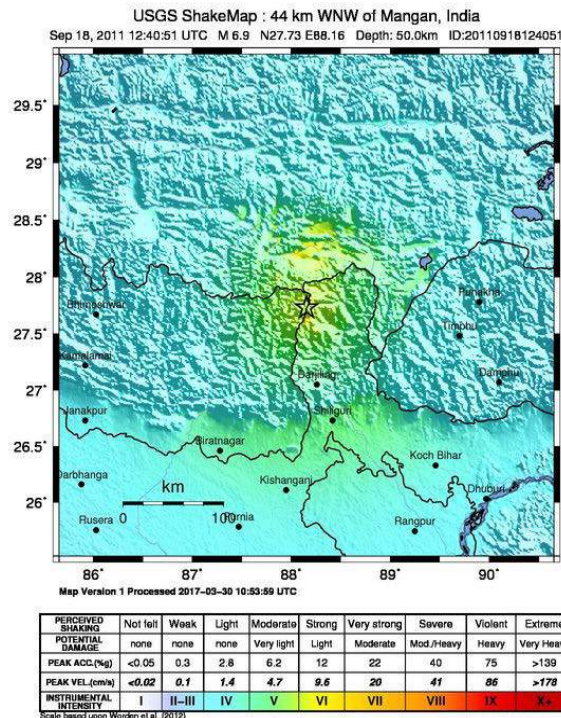 USGS ShakeMap : 44 km WNW of Mangan, India
Sep 18, 2011 12:40:51 UTC M 6.9 N27.73 E88.16 Depth: 50.0km ID:20110918124051
29.5°
29°
28.5°
28°
27.5°
27°
26.5°
26°
Bhimeshwar
Punakha
Timphu
Kamalamai
Damphu
Darjiling
Janakpur
Shiliguri
Biratnagar
Koch Bihar
Darbhanga
Kishanganj
Dhuburi
km
0 100
Rusera
Purnia
Rangpur
86° 87° 88° 89° 90°
Map Version 1 Processed 2017-03-30 10:53:59 UTC
PERCEIVED SHAKING Not felt Weak Light Moderate Strong Very strong Severe Violent Extreme
POTENTIAL DAMAGE none none none Very light Light Moderate Mod./Heavy Heavy Very Heavy
PEAK ACC.(%g) <0.05 0.3 2.8 6.2 12 22 40 75 >139
PEAK VEL.(cm/s) <0.02 0.1 1.4 4.7 9.6 20 41 86 >178
INSTRUMENTAL INTENSITY I II-III IV V VI VII VIII IX X+
Scale based upon Worden et al. (2012)